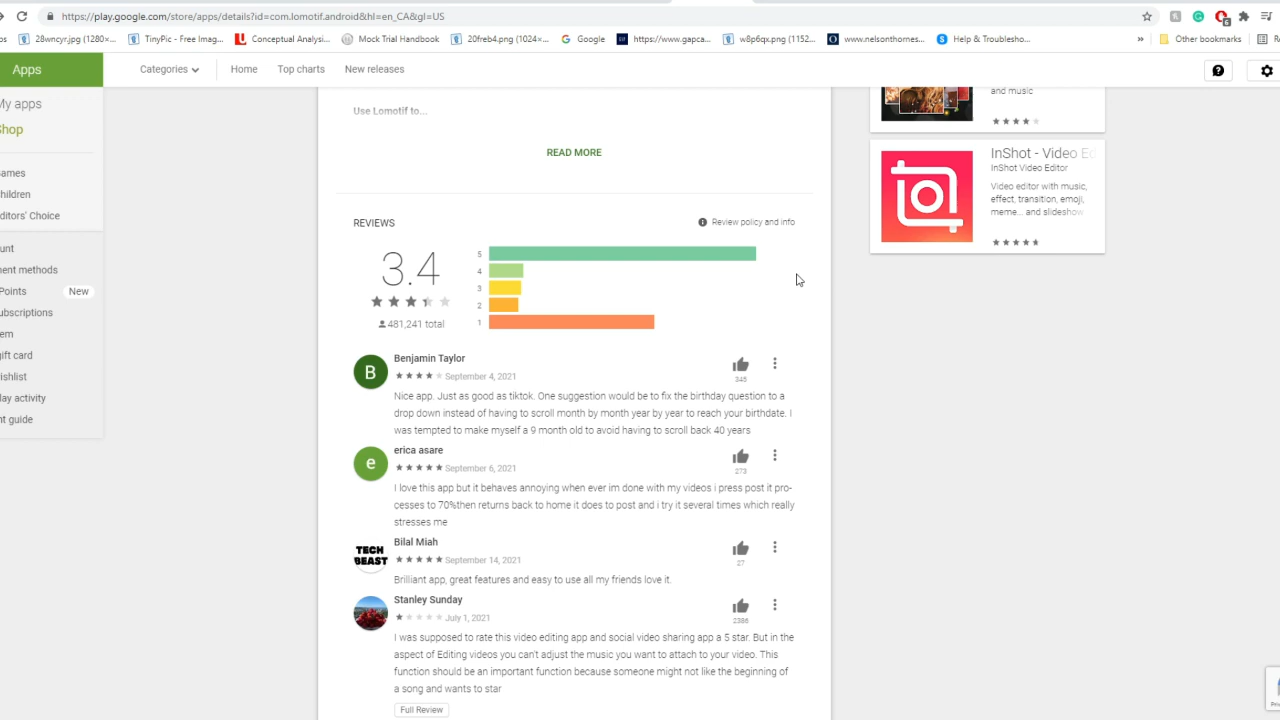 https://play.google.com/store/apps/details?id=com.lomotif.android&hl=en_CA&gl=US
6
28wncyr.jpg (1280×...
TinyPic - Free Imag...
Conceptual Analysi...
Mock Trial Handbook
20freb4.png (1024×...
Google
https://www.gapca...
w8p6qx.png (1152...
www.nelsonthornes...
Help & Troublesho...
»
Other bookmarks
Apps
Categories
Home
Top charts
New releases
My apps
Shop
ames
hildren
ditors' Choice
unt
ment methods
Points
New
ubscriptions
em
gift card
ishlist
lay activity
nt guide
Use Lomotif to...
READ MORE
and music
InShot - Video Ed
InShot Video Editor
Video editor with music,
effect, transition, emoji,
meme... and slideshow
REVIEWS
Review policy and info
3.4
481,241 total
5
4
3
2
1
B
Benjamin Taylor
September 4, 2021
345
Nice app. Just as good as tiktok. One suggestion would be to fix the birthday question to a
drop down instead of having to scroll month by month year by year to reach your birthdate. I
was tempted to make myself a 9 month old to avoid having to scroll back 40 years
e
erica asare
September 6, 2021
273
I love this app but it behaves annoying when ever im done with my videos i press post it pro-
cesses to 70%then returns back to home it does to post and i try it several times which really
stresses me
TECH
BEAST
Bilal Miah
September 14, 2021
27
Brilliant app, great features and easy to use all my friends love it.
Stanley Sunday
July 1, 2021
2386
I was supposed to rate this video editing app and social video sharing app a 5 star. But in the
aspect of Editing videos you can't adjust the music you want to attach to your video. This
function should be an important function because someone might not like the beginning of
a song and wants to star
Full Review